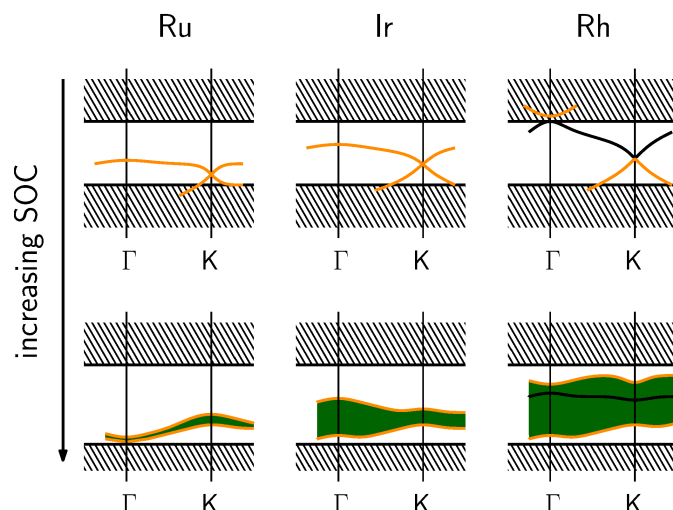 Ru Ir Rh
increasing SOC
Γ K Γ K Γ K
Γ K Γ K Γ K